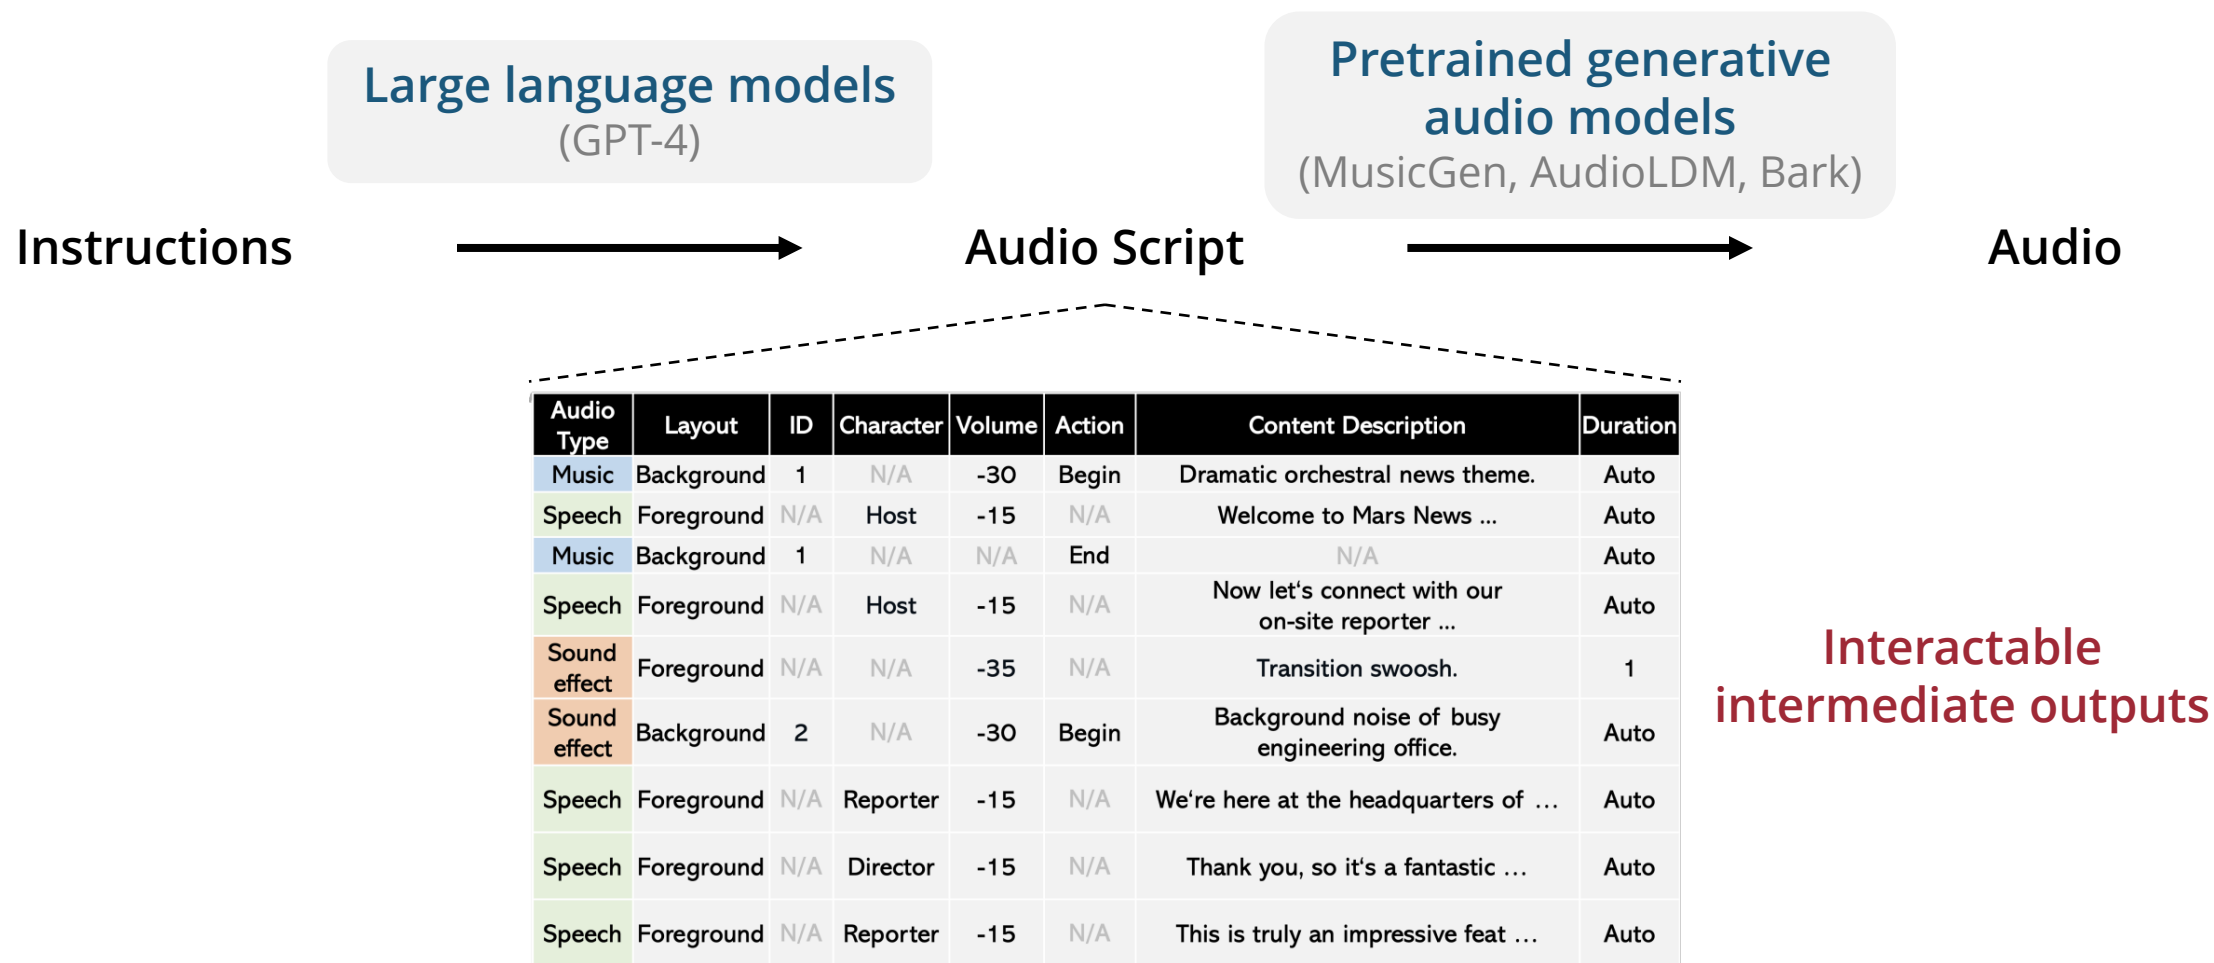 Large language models
(GPT-4)
Pretrained generative
audio models
(MusicGen, AudioLDM, Bark)
Instructions
Audio Script
Audio
Audio Type Layout ID Character Volume Action Content Description Duration
Music Background 1 N/A -30 Begin Dramatic orchestral news theme. Auto
Speech Foreground N/A Host -15 N/A Welcome to Mars News ... Auto
Music Background 1 N/A N/A End N/A Auto
Speech Foreground N/A Host -15 N/A Now let‘s connect with our on-site reporter ... Auto
Sound effect Foreground N/A N/A -35 N/A Transition swoosh. 1
Sound effect Background 2 N/A -30 Begin Background noise of busy engineering office. Auto
Speech Foreground N/A Reporter -15 N/A We‘re here at the headquarters of ... Auto
Speech Foreground N/A Director -15 N/A Thank you, so it‘s a fantastic ... Auto
Speech Foreground N/A Reporter -15 N/A This is truly an impressive feat ... Auto
Interactable
intermediate outputs